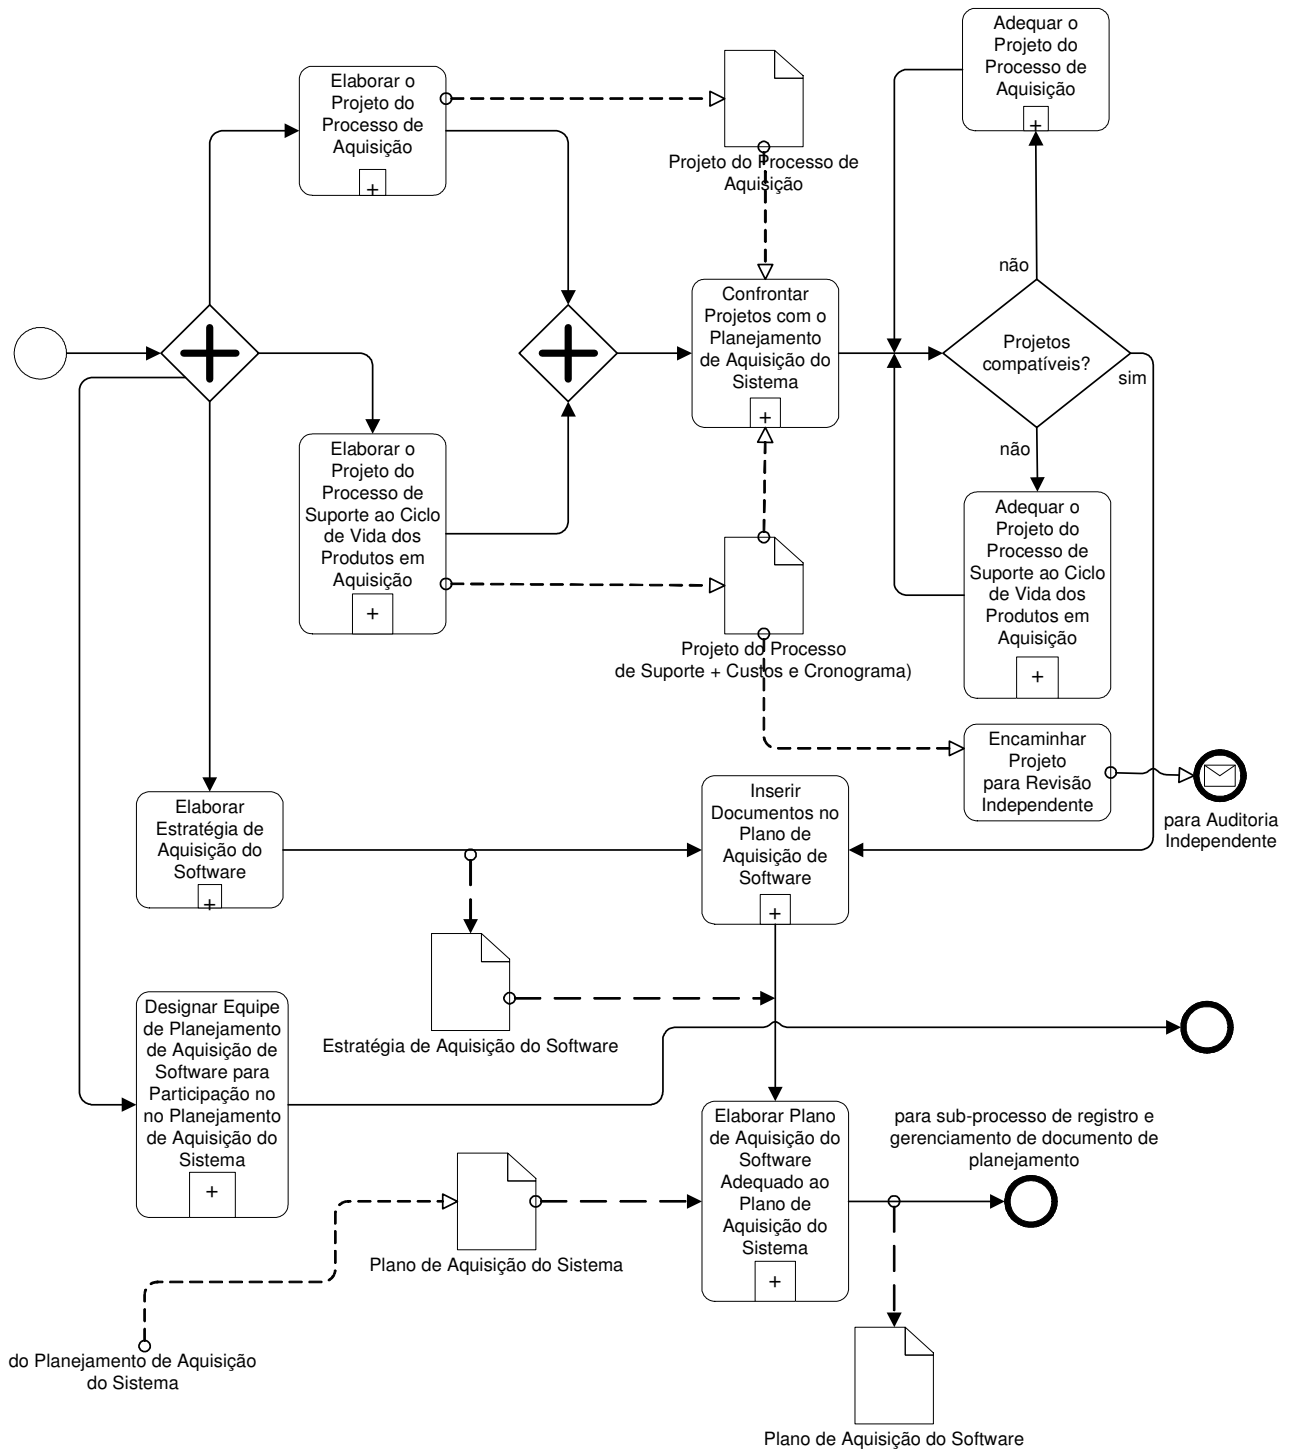 Adequar o
Projeto do
Processo de
Aquisição
+
Elaborar o
Projeto do
Processo de
Aquisição
+
Projeto do Processo de
Aquisição
não
Confrontar
Projetos com o
Planejamento
de Aquisição do
Sistema
+
Projetos
compatíveis?
sim
não
Elaborar o
Projeto do
Processo de
Suporte ao Ciclo
de Vida dos
Produtos em
Aquisição
+
Adequar o
Projeto do
Processo de
Suporte ao Ciclo
de Vida dos
Produtos em
Aquisição
+
Projeto do Processo
de Suporte + Custos e Cronograma)
Encaminhar
Projeto
para Revisão
Independente
para Auditoria
Independente
Elaborar
Estratégia de
Aquisição do
Software
+
Inserir
Documentos no
Plano de
Aquisição de
Software
+
Estratégia de Aquisição do Software
Designar Equipe
de Planejamento
de Aquisição de
Software para
Participação no
no Planejamento
de Aquisição do
Sistema
+
Elaborar Plano
de Aquisição do
Software
Adequado ao
Plano de
Aquisição do
Sistema
+
para sub-processo de registro e
gerenciamento de documento de
planejamento
Plano de Aquisição do Sistema
do Planejamento de Aquisição
do Sistema
Plano de Aquisição do Software